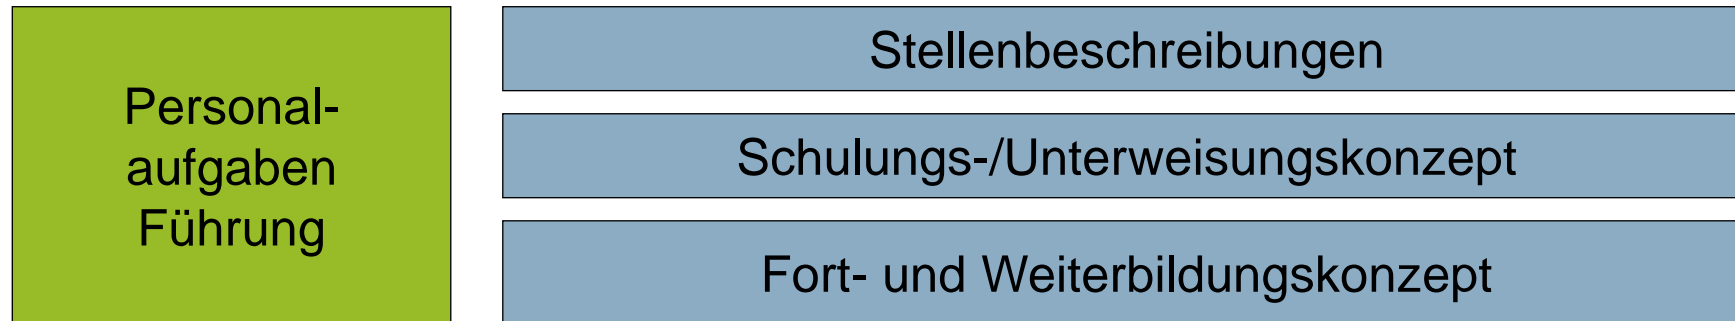 Personal-
aufgaben
Führung
Stellenbeschreibungen
Schulungs-/Unterweisungskonzept
Fort- und Weiterbildungskonzept